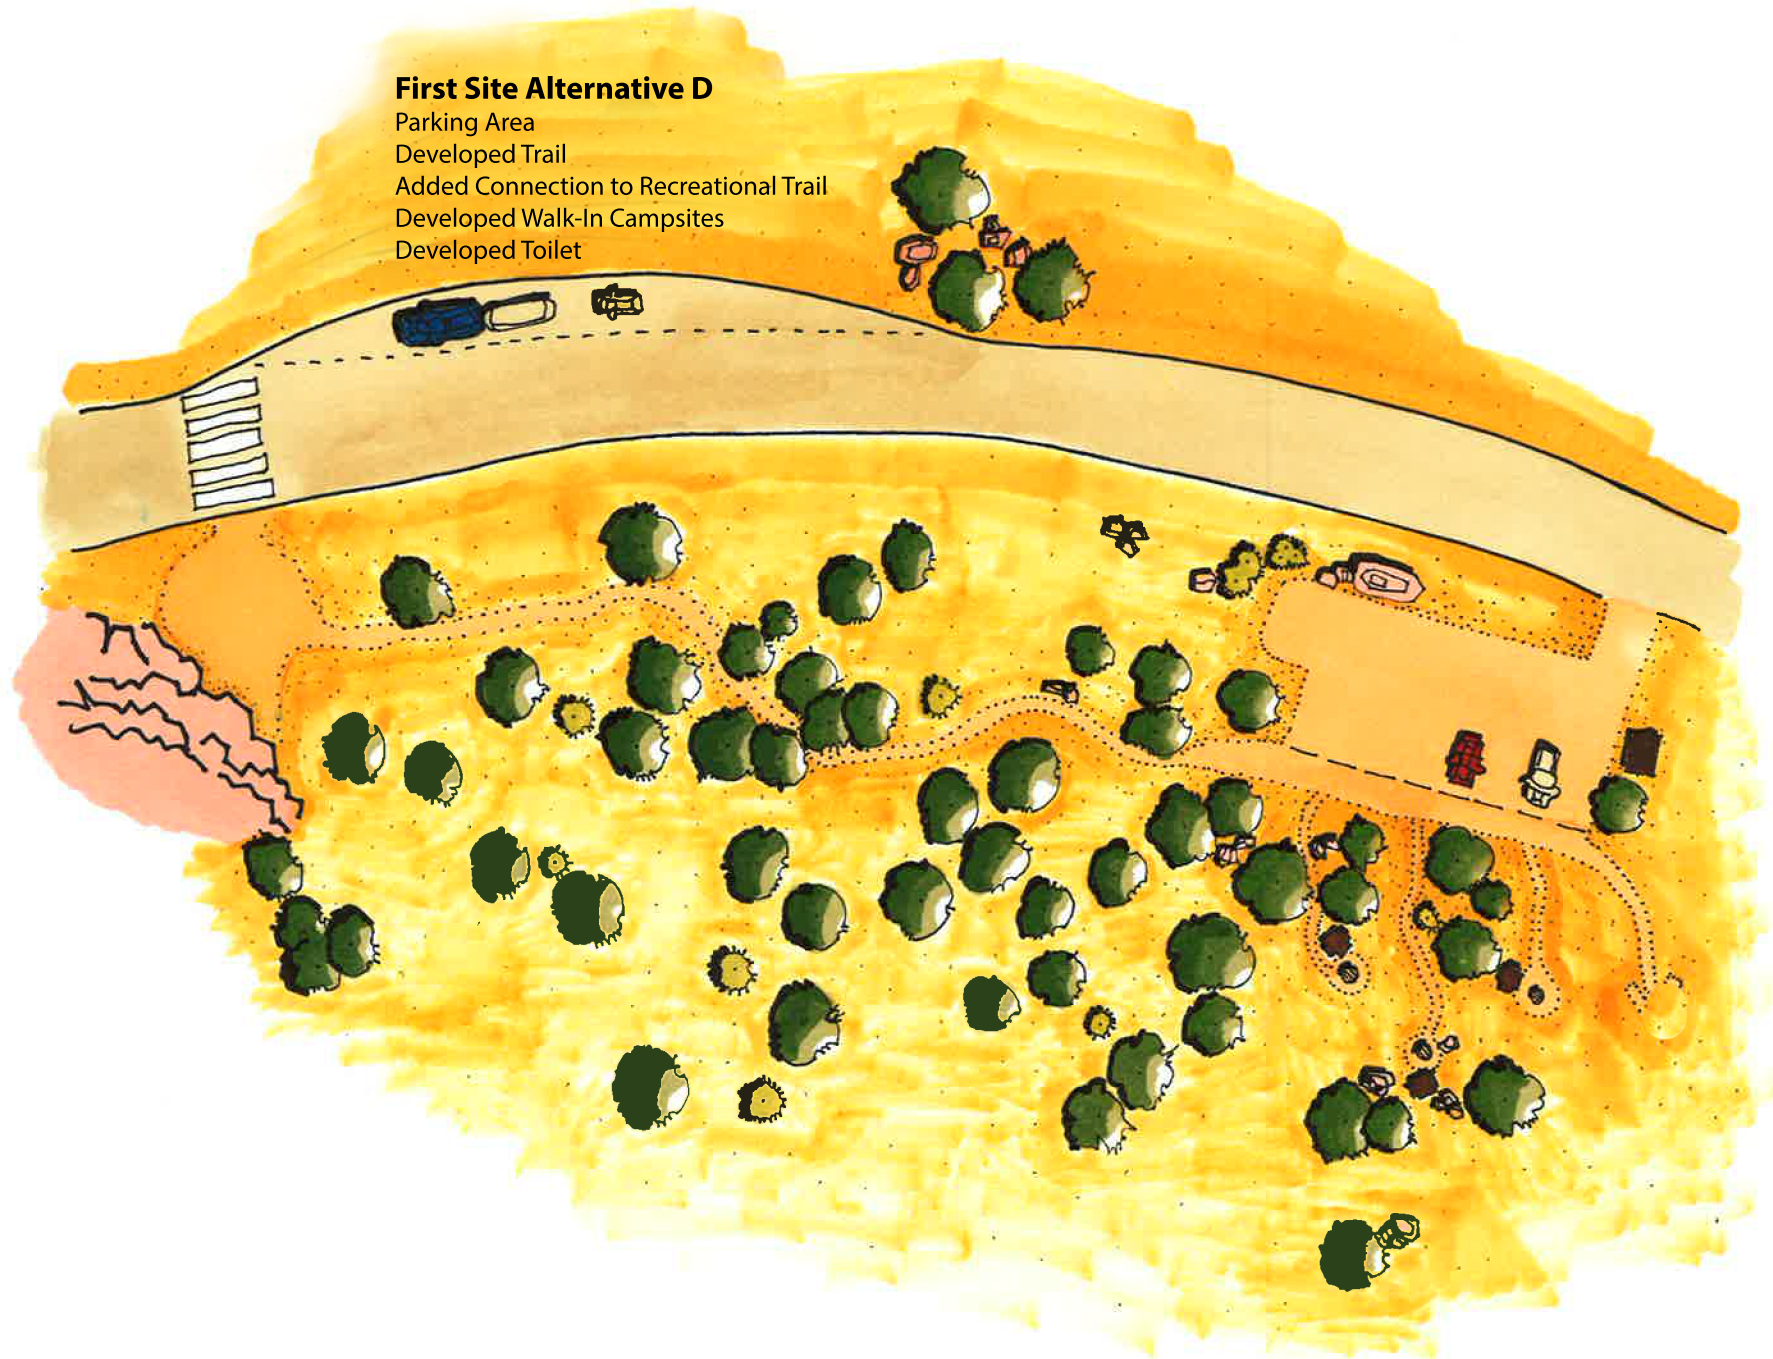 First Site Alternative D
Parking Area
Developed Trail
Added Connection to Recreational Trail
Developed Walk-In Campsites
Developed Toilet